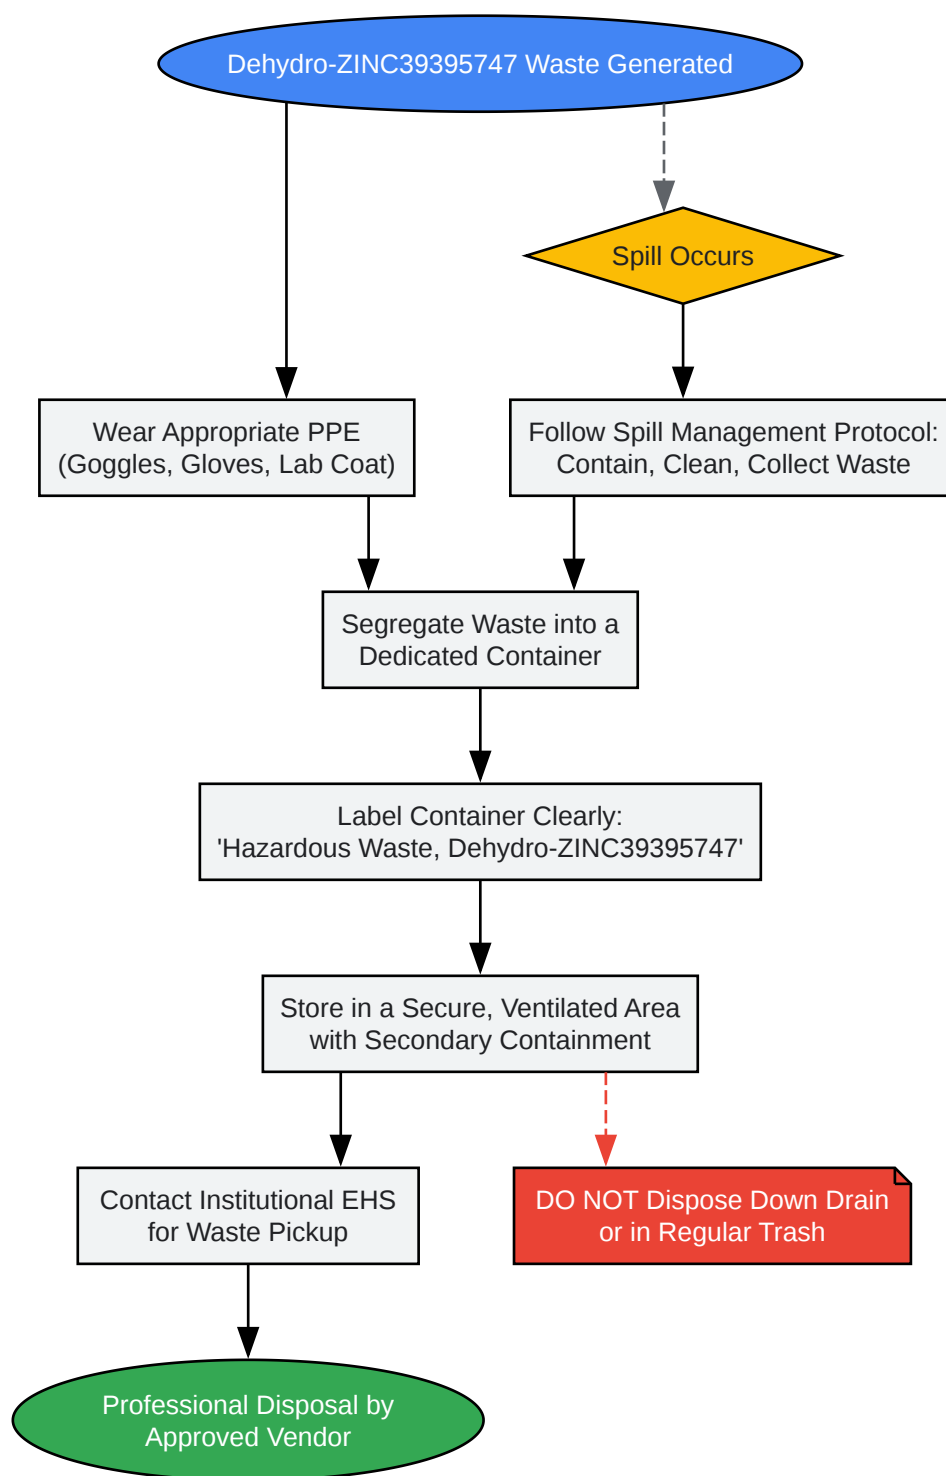 Dehydro-ZINC39395747 Waste Generated
Spill Occurs
Wear Appropriate PPE
(Goggles, Gloves, Lab Coat)
Follow Spill Management Protocol:
Contain, Clean, Collect Waste
Segregate Waste into a
Dedicated Container
Label Container Clearly:
'Hazardous Waste, Dehydro-ZINC39395747'
Store in a Secure, Ventilated Area
with Secondary Containment
Contact Institutional EHS
for Waste Pickup
DO NOT Dispose Down Drain
or in Regular Trash
Professional Disposal by
Approved Vendor